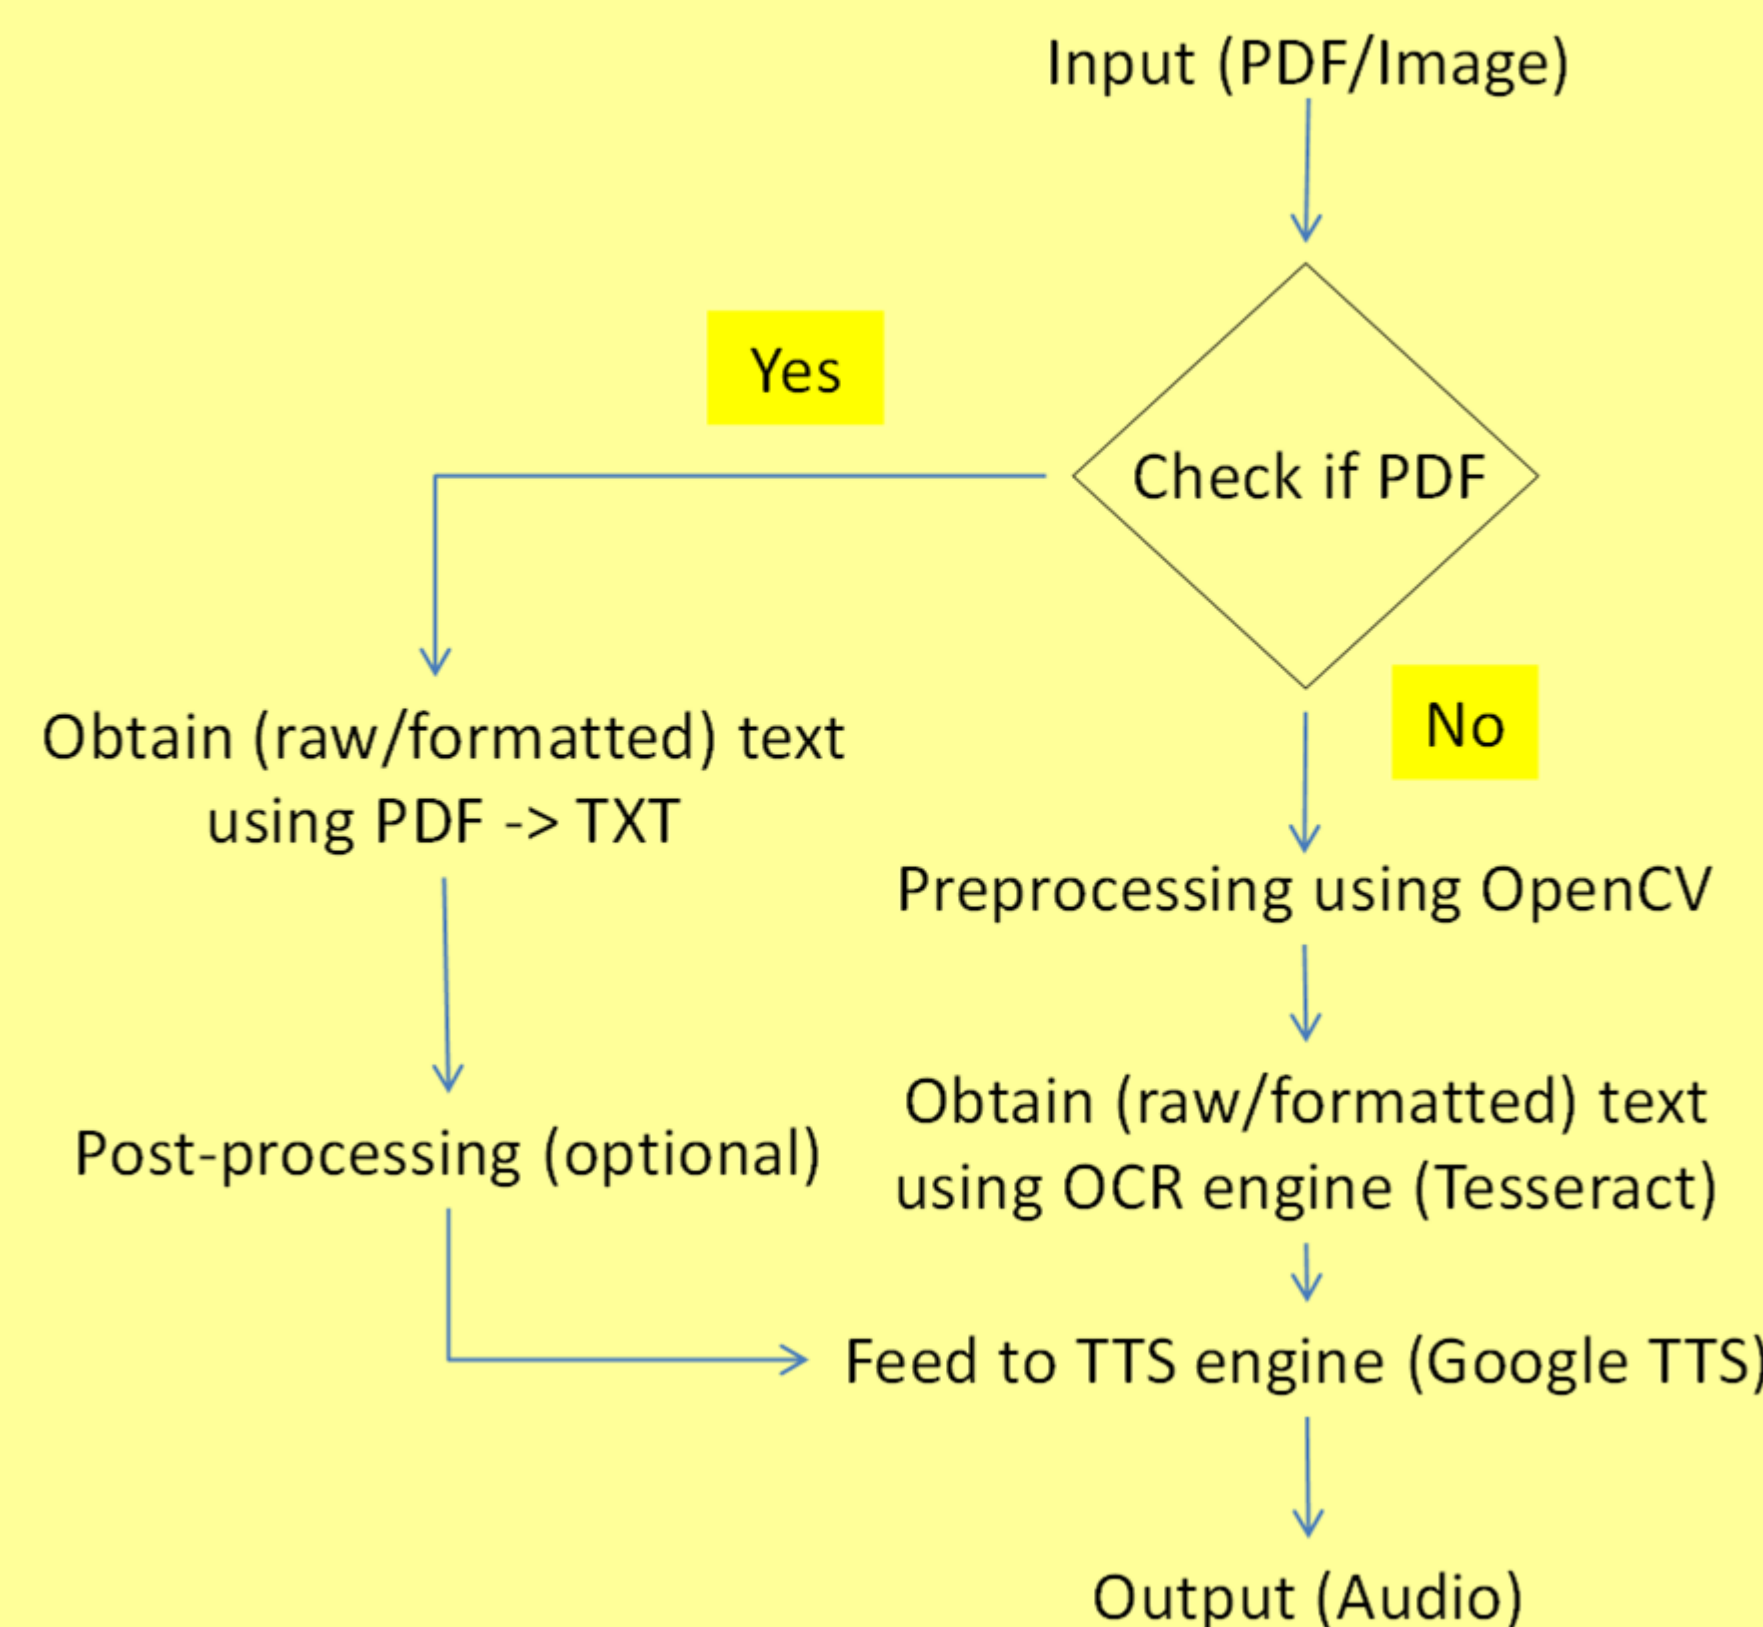 Input (PDF/Image)
Yes
Check if PDF
No
Obtain (raw/formatted) text
using PDF -> TXT
Preprocessing using OpenCV
Post-processing (optional)
Obtain (raw/formatted) text
using OCR engine (Tesseract)
Feed to TTS engine (Google TTS)
Output (Audio)